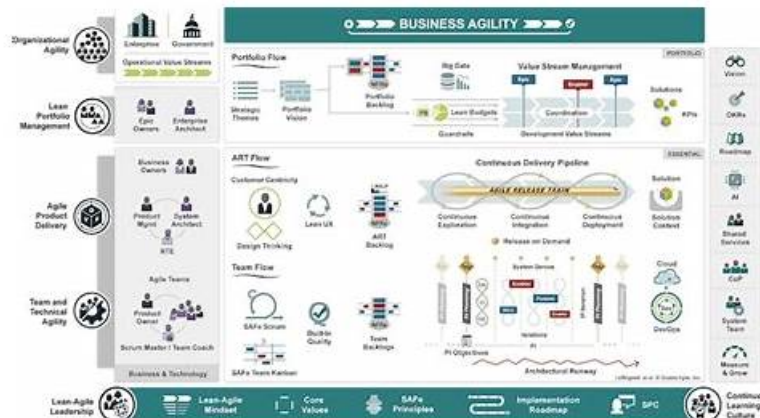 BUSINESS AGILITY
Organizational
Agility
Enterprise
Government
Operational Value Streams
Portfolio Flow
Strategic
Themes
Portfolio
Vision
Portfolio
Backlog
Big Data
Lean Budgets
Guardrails
Value Stream Management
PORTFOLIO
Epic
Enabler
Epic
Coordination
Development Value Streams
Solutions
KPIs
Lean
Portfolio
Management
Epic
Owners
Enterprise
Architect
Agile
Product
Delivery
Business
Owners
Product
Mgmt
System
Architect
RTE
ART Flow
Customer Centricity
Design Thinking
Lean UX
ART
Backlog
Continuous Delivery Pipeline
ESSENTIAL
AGILE RELEASE TRAIN
Continuous
Exploration
Continuous
Integration
Continuous
Deployment
Release on Demand
Solution
Solution
Context
Team and
Technical
Agility
Agile Teams
Product
Owner
Scrum Master / Team Coach
Business & Technology
Team Flow
SAFe Scrum
Built-In
Quality
Team
Backlogs
SAFe Team Kanban
System Demos
Iterations
PI
PI Objectives
Architectural Runway
Cloud
DevOps
Vision
OKRs
Roadmap
AI
Shared
Services
CoP
System
Team
Measure
& Grow
Lean-Agile
Leadership
Lean-Agile
Mindset
Core
Values
SAFe
Principles
Implementation
Roadmap
SPC
Learning
Culture